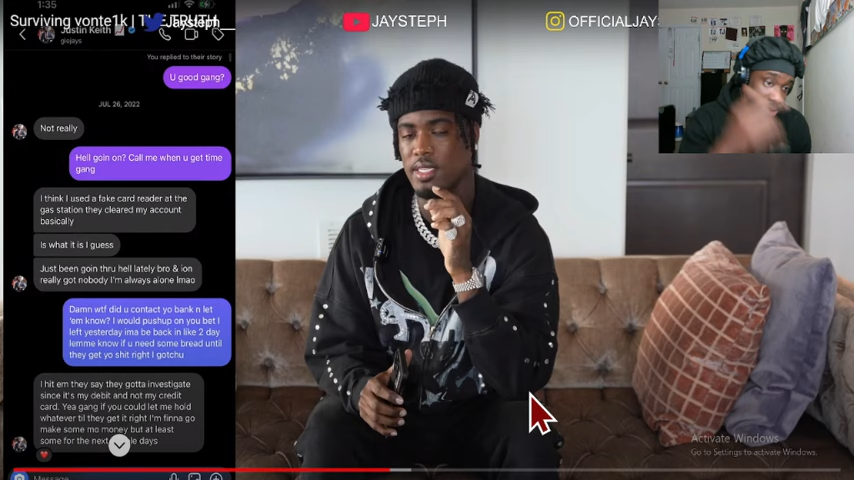 1:35
Surviving vonte1k |
Jaysteph
JAYSTEPH
OFFICIALJAY
Justin Keith
giojays
You replied to their story
U good gang?
JUL 26, 2022
Not really
Hell goin on? Call me when u get time
gang
I think I used a fake card reader at the
gas station they cleared my account
basically
Is what it is I guess
Just been goin thru hell lately bro & ion
really got nobody I'm always alone lmao
Damn wtf did u contact yo bank n let
'em know? I would pushup on you bet I
left yesterday ima be back in like 2 day
lemme know if u need some bread until
they get yo shit right I gotchu
I hit em they say they gotta investigate
since it's my debit and not my credit
card. Yea gang if you could let me hold
whatever til they get it right I'm finna go
make some mo money but at least
some for the next days
Message
Activate Windows
Go to Settings to activate Windows.